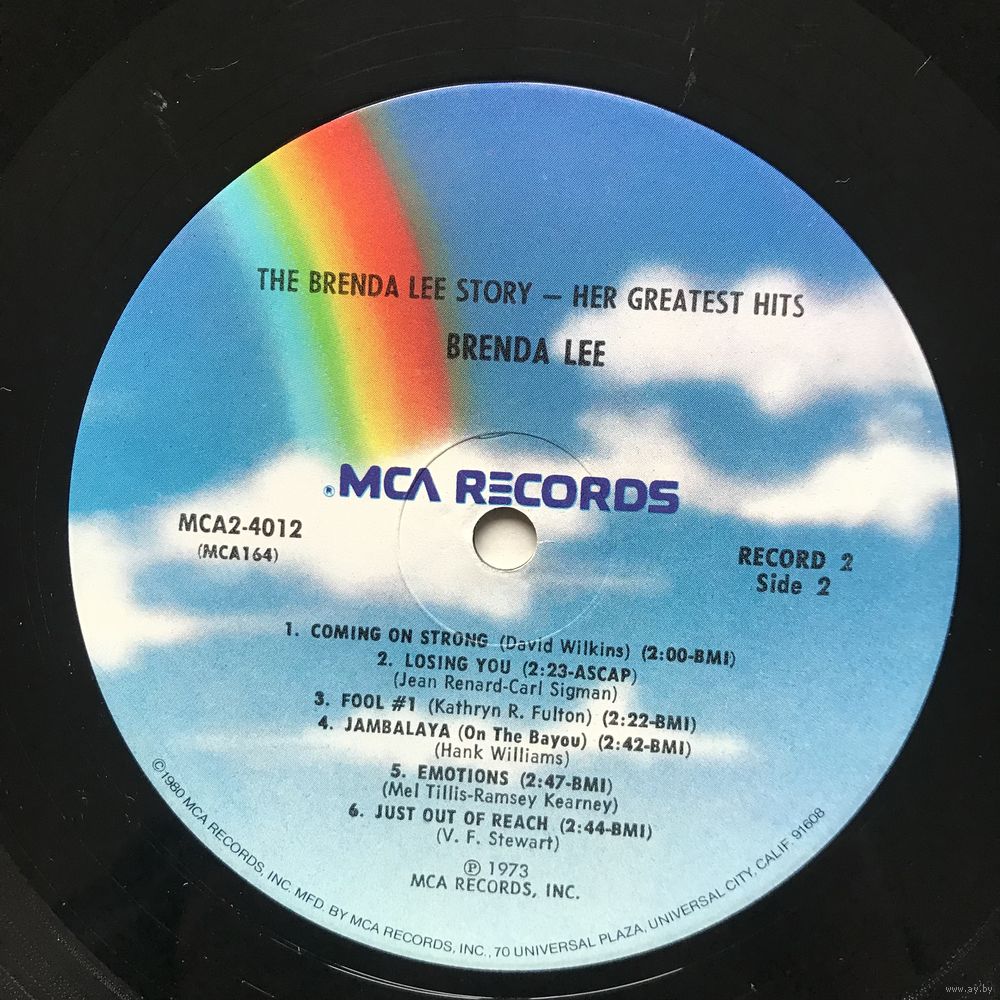 THE BRENDA LEE STORY – HER GREATEST HITS
BRENDA LEE
®MCA RECORDS
MCA2-4012
(MCA164)
RECORD 2
Side 2
1. COMING ON STRONG (David Wilkins) (2:00-BMI)
2. LOSING YOU (2:23-ASCAP)
(Jean Renard-Carl Sigman)
3. FOOL #1 (Kathryn R. Fulton) (2:22-BMI)
4. JAMBALAYA (On The Bayou) (2:42-BMI)
(Hank Williams)
5. EMOTIONS (2:47-BMI)
(Mel Tillis-Ramsey Kearney)
6. JUST OUT OF REACH (2:44-BMI)
(V. F. Stewart)
℗ 1973
MCA RECORDS, INC.
©1980 MCA RECORDS, INC. MFD. BY MCA RECORDS, INC., 70 UNIVERSAL PLAZA, UNIVERSAL CITY, CALIF. 91608
www.ay.by